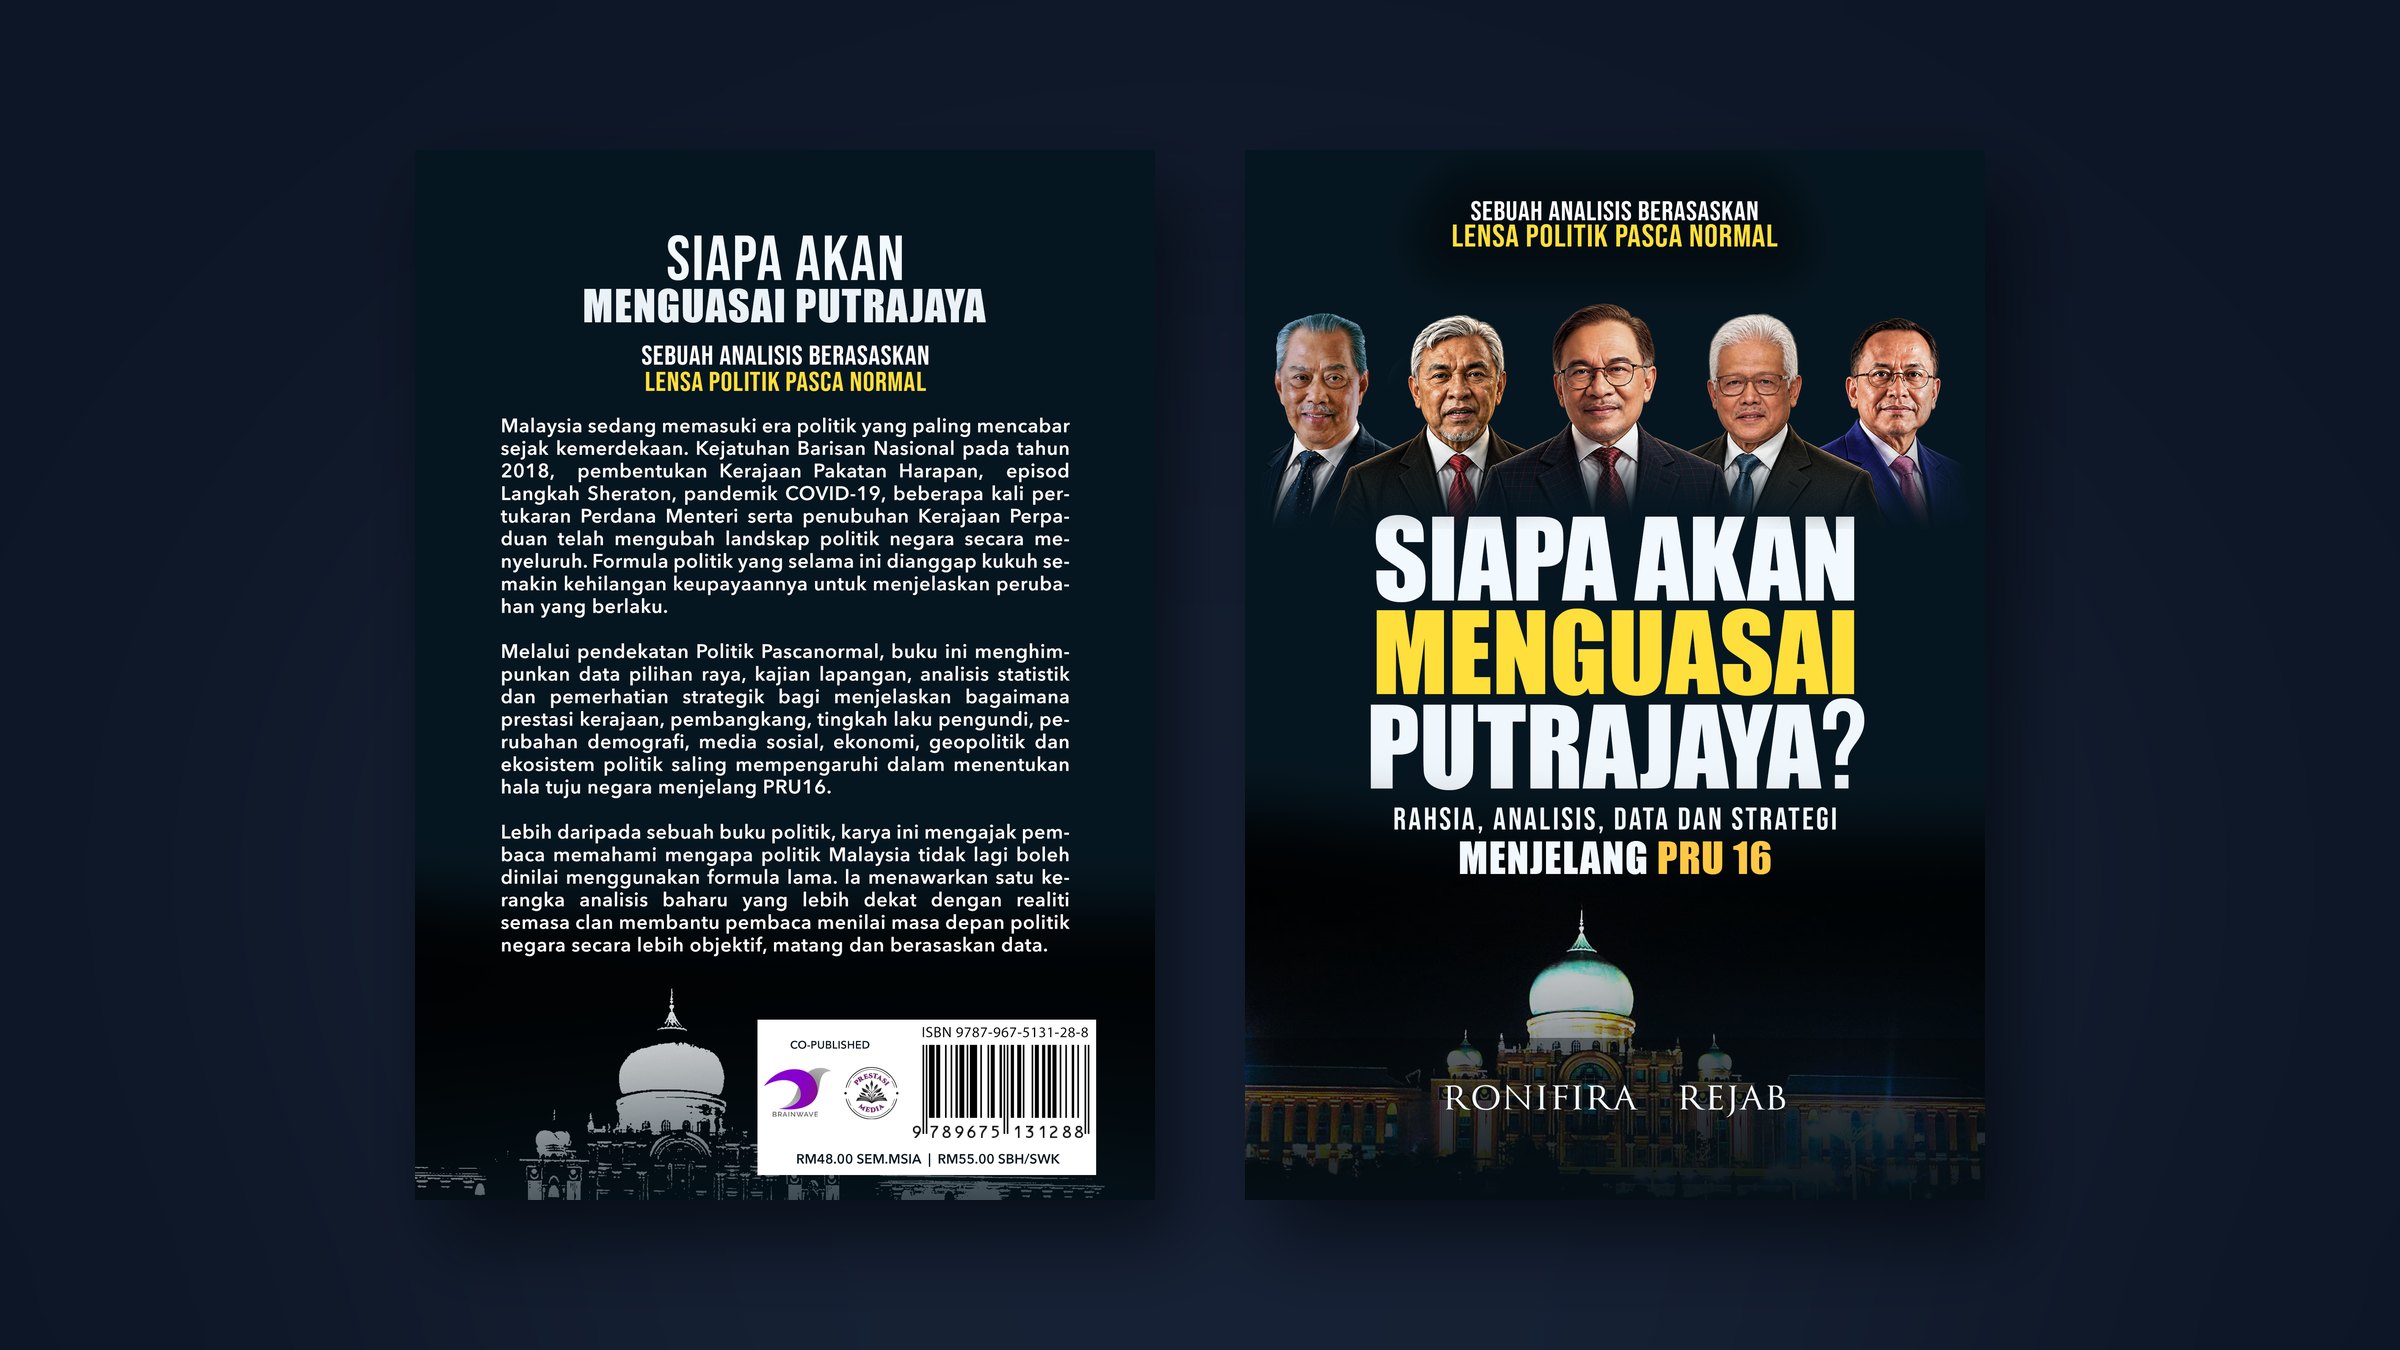 SIAPA AKAN
MENGUASAI PUTRAJAYA
SEBUAH ANALISIS BERASASKAN
LENSA POLITIK PASCA NORMAL
Malaysia sedang memasuki era politik yang paling mencabar
sejak kemerdekaan. Kejatuhan Barisan Nasional pada tahun
2018, pembentukan Kerajaan Pakatan Harapan, episod
Langkah Sheraton, pandemik COVID-19, beberapa kali per-
tukaran Perdana Menteri serta penubuhan Kerajaan Perpa-
duan telah mengubah landskap politik negara secara me-
nyeluruh. Formula politik yang selama ini dianggap kukuh se-
makin kehilangan keupayaannya untuk menjelaskan peruba-
han yang berlaku.
Melalui pendekatan Politik Pascanormal, buku ini menghim-
punkan data pilihan raya, kajian lapangan, analisis statistik
dan pemerhatian strategik bagi menjelaskan bagaimana
prestasi kerajaan, pembangkang, tingkah laku pengundi, pe-
rubahan demografi, media sosial, ekonomi, geopolitik dan
ekosistem politik saling mempengaruhi dalam menentukan
hala tuju negara menjelang PRU16.
Lebih daripada sebuah buku politik, karya ini mengajak pem-
baca memahami mengapa politik Malaysia tidak lagi boleh
dinilai menggunakan formula lama. Ia menawarkan satu ke-
rangka analisis baharu yang lebih dekat dengan realiti
semasa clan membantu pembaca menilai masa depan politik
negara secara lebih objektif, matang dan berasaskan data.
CO-PUBLISHED
BRAINWAVE
PRESTASI
MEDIA
ISBN 9787-967-5131-28-8
9 789675 131288
RM48.00 SEM.MSIA | RM55.00 SBH/SWK
SEBUAH ANALISIS BERASASKAN
LENSA POLITIK PASCA NORMAL
SIAPA AKAN
MENGUASAI
PUTRAJAYA?
RAHSIA, ANALISIS, DATA DAN STRATEGI
MENJELANG PRU 16
RONIFIRA REJAB